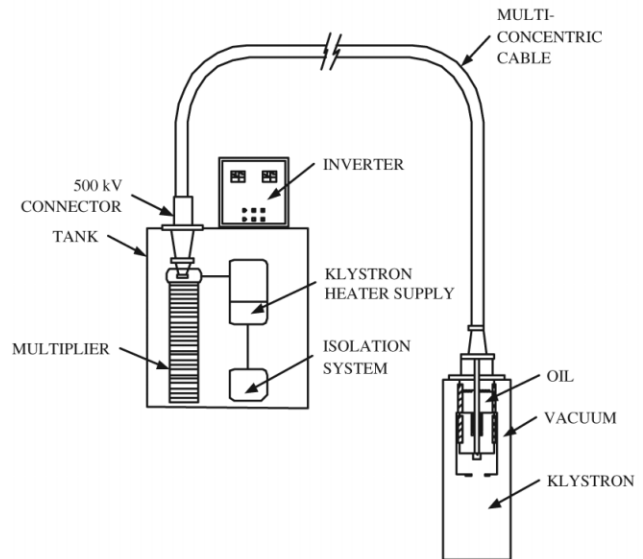 MULTI-
CONCENTRIC
CABLE
INVERTER
500 kV
CONNECTOR
TANK
KLYSTRON
HEATER SUPPLY
MULTIPLIER
ISOLATION
SYSTEM
OIL
VACUUM
KLYSTRON